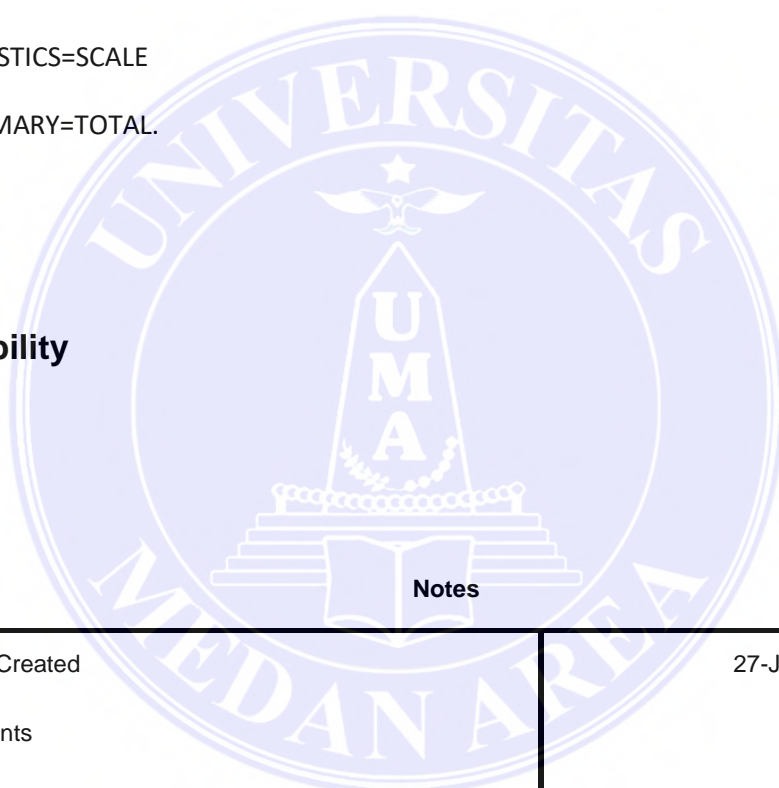 STICS=SCALE
MARY=TOTAL.
UNIVERSITAS
bility
U
M
A
Notes
Created
27-J
nts
MEDAN AREA